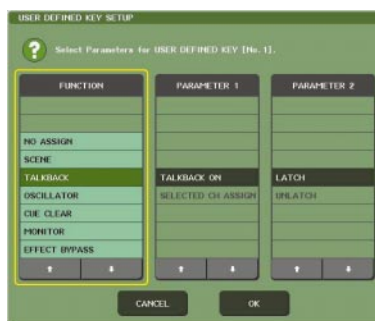 USER DEFINED KEY SETUP
Select Parameters for USER DEFINED KEY [No. 1].
FUNCTION
PARAMETER 1
PARAMETER 2
NO ASSIGN
SCENE
TALKBACK
TALKBACK ON
LATCH
OSCILLATOR
SELECTED CH ASSIGN
UNLATCH
CUE CLEAR
MONITOR
EFFECT BYPASS
CANCEL
OK